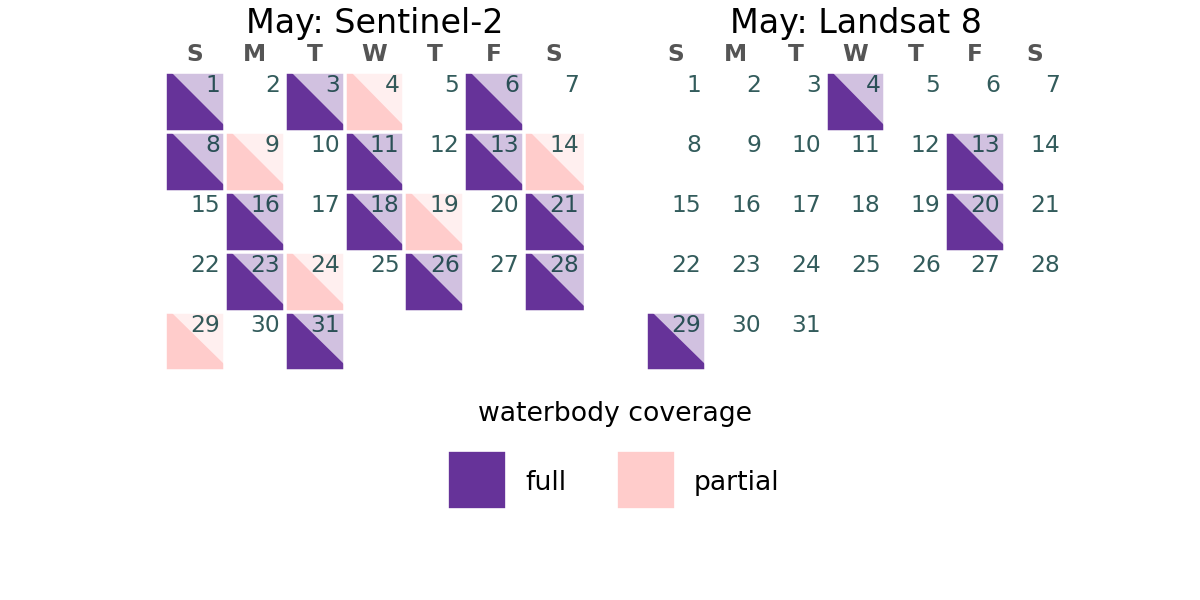 May: Sentinel-2
S M T W T F S
1 2 3 4 5 6 7
8 9 10 11 12 13 14
15 16 17 18 19 20 21
22 23 24 25 26 27 28
29 30 31
May: Landsat 8
S M T W T F S
1 2 3 4 5 6 7
8 9 10 11 12 13 14
15 16 17 18 19 20 21
22 23 24 25 26 27 28
29 30 31
waterbody coverage
full partial